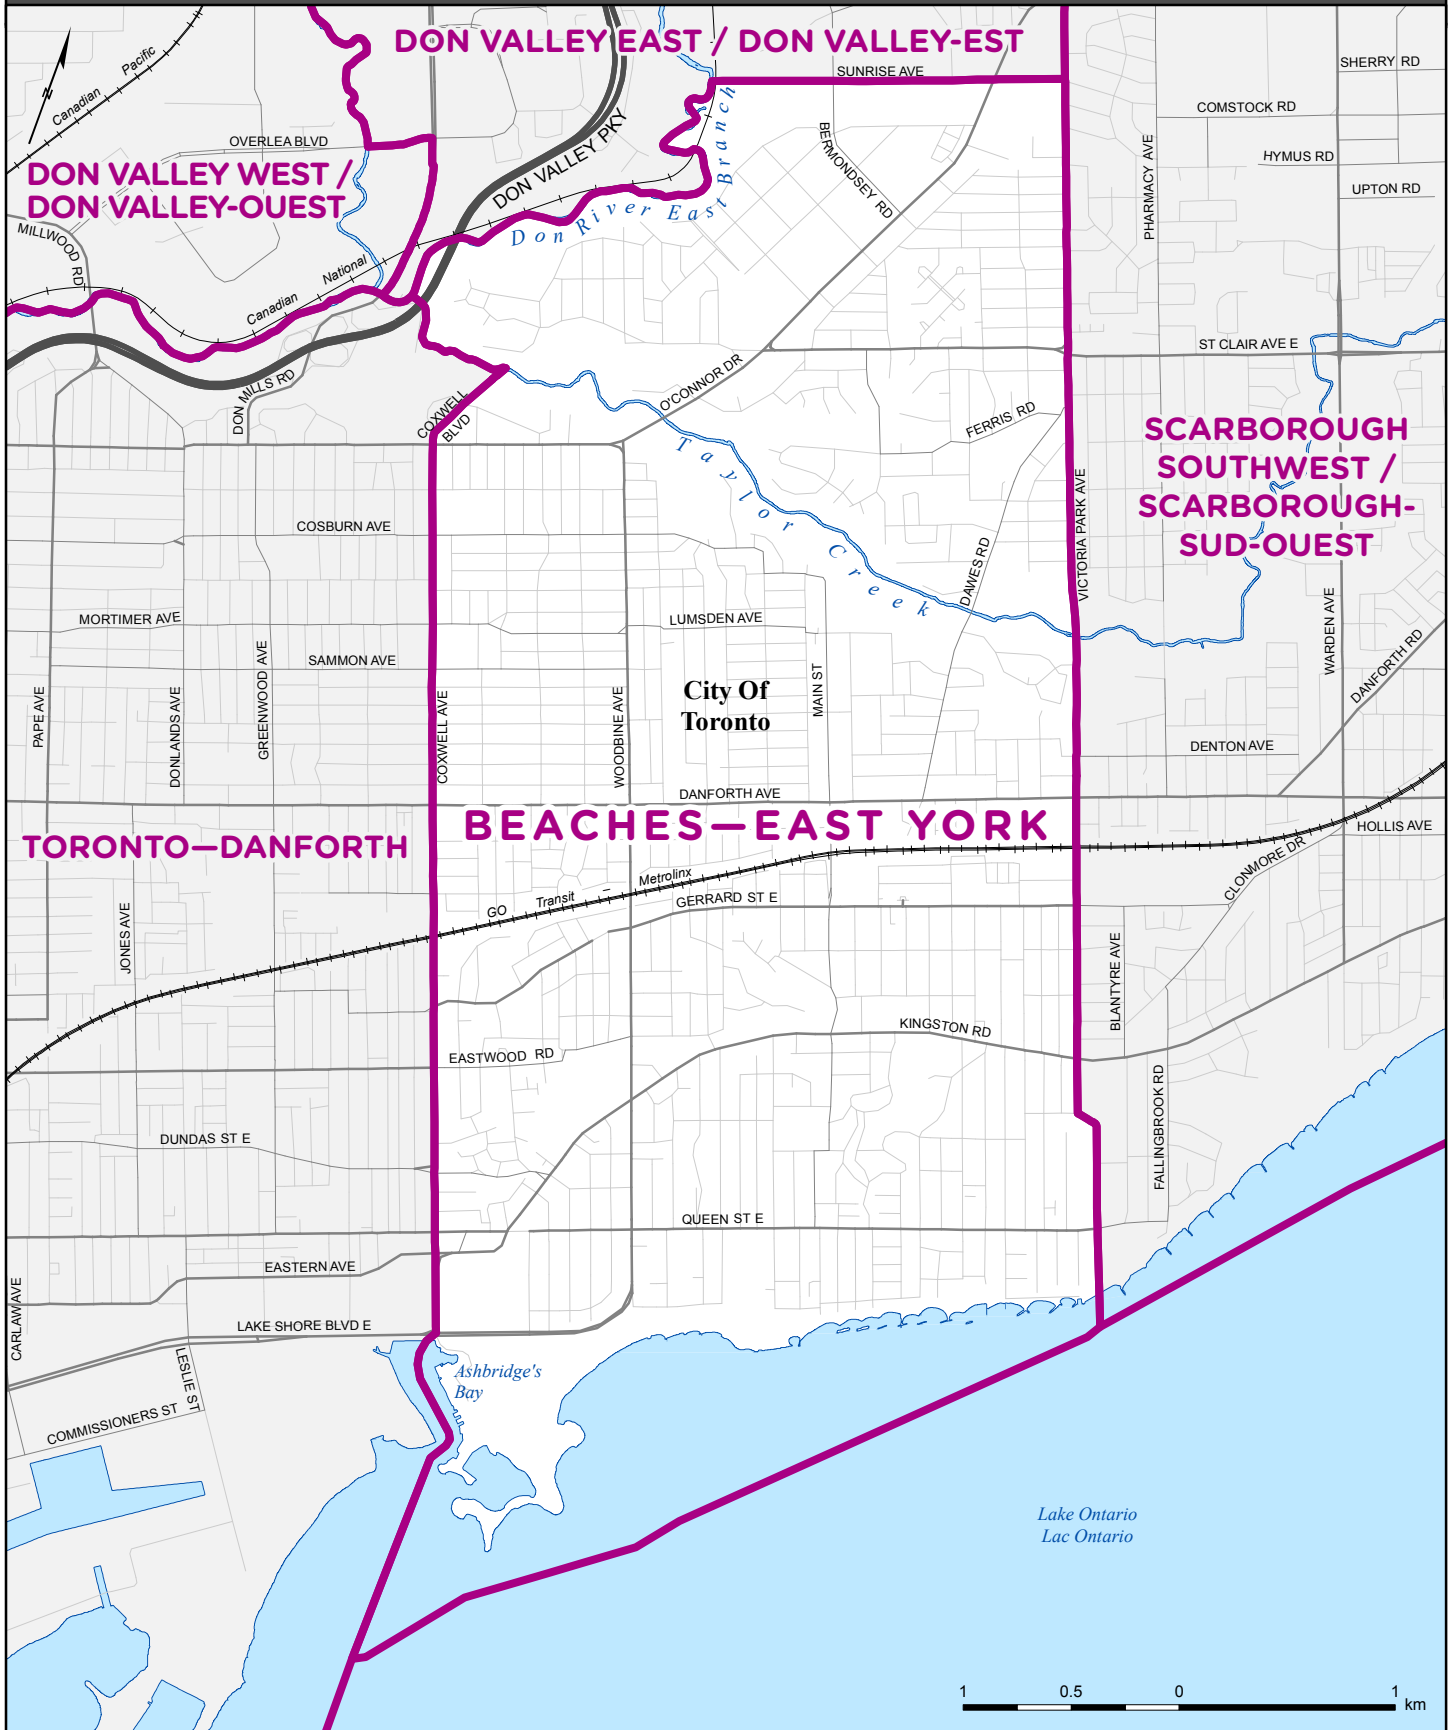 DON VALLEY EAST / DON VALLEY-EST
SUNRISE AVE
SHERRY RD
COMSTOCK RD
HYMUS RD
UPTON RD
PHARMACY AVE
Canadian Pacific
N
OVERLEA BLVD
DON VALLEY PKY
DON VALLEY WEST /
DON VALLEY-OUEST
MILLWOOD RD
BERMONDSEY RD
Don River East Branch
Canadian National
ST CLAIR AVE E
DON MILLS RD
COXWELL
BLVD
O'CONNOR DR
FERRIS RD
Taylor Creek
SCARBOROUGH
SOUTHWEST /
SCARBOROUGH-
SUD-OUEST
VICTORIA PARK AVE
COSBURN AVE
DAWES RD
MORTIMER AVE
LUMSDEN AVE
SAMMON AVE
WARDEN AVE
DANFORTH RD
PAPE AVE
DONLANDS AVE
GREENWOOD AVE
COXWELL AVE
WOODBINE AVE
City Of
Toronto
MAIN ST
DENTON AVE
DANFORTH AVE
BEACHES—EAST YORK
TORONTO—DANFORTH
HOLLIS AVE
CLONMORE DR
GO Transit – Metrolinx
GERRARD ST E
JONES AVE
BLANTYRE AVE
KINGSTON RD
EASTWOOD RD
FALLINGBROOK RD
DUNDAS ST E
QUEEN ST E
EASTERN AVE
CARLAW AVE
LAKE SHORE BLVD E
LESLIE ST
Ashbridge's
Bay
COMMISSIONERS ST
Lake Ontario
Lac Ontario
1 0.5 0 1 km